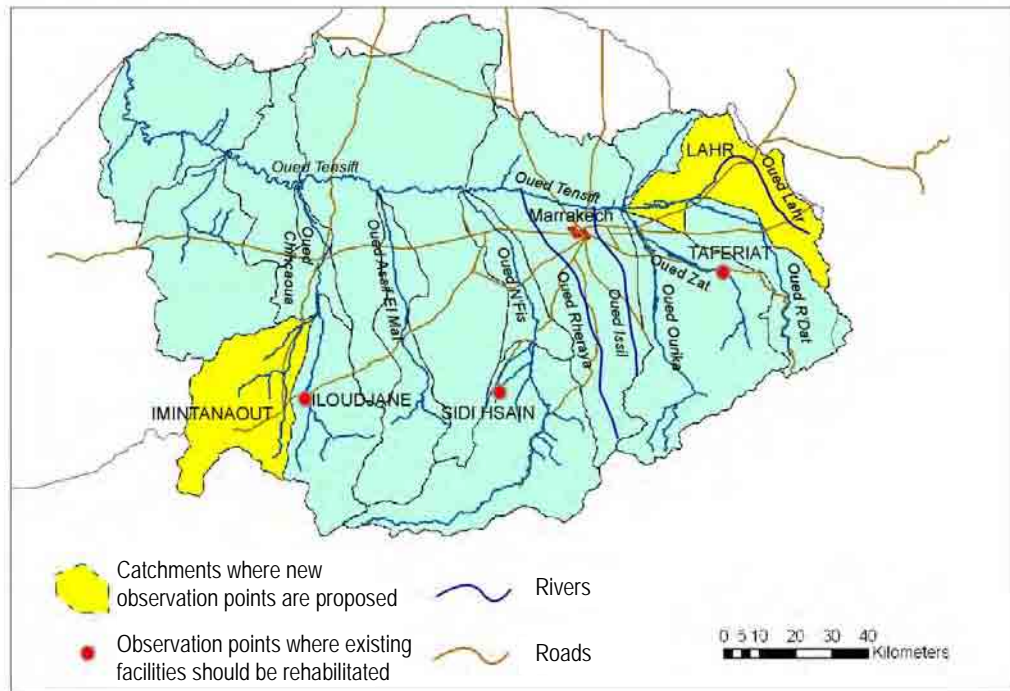 LAHR
Oued Lahr
Oued Tensift
Oued Tensift
Marrakech
TAFERIAT
Oued Zat
Oued Chihcaoua
Oued Assif El Mal
Oued N'Fis
Oued Rheraya
Oued Issil
Oued Ourika
Oued R'Dat
IMINTANAOUT
ILOUDJANE
SIDI HSAIN
Catchments where new
observation points are proposed
Rivers
Observation points where existing
facilities should be rehabilitated
Roads
0 5 10 20 30 40
Kilometers